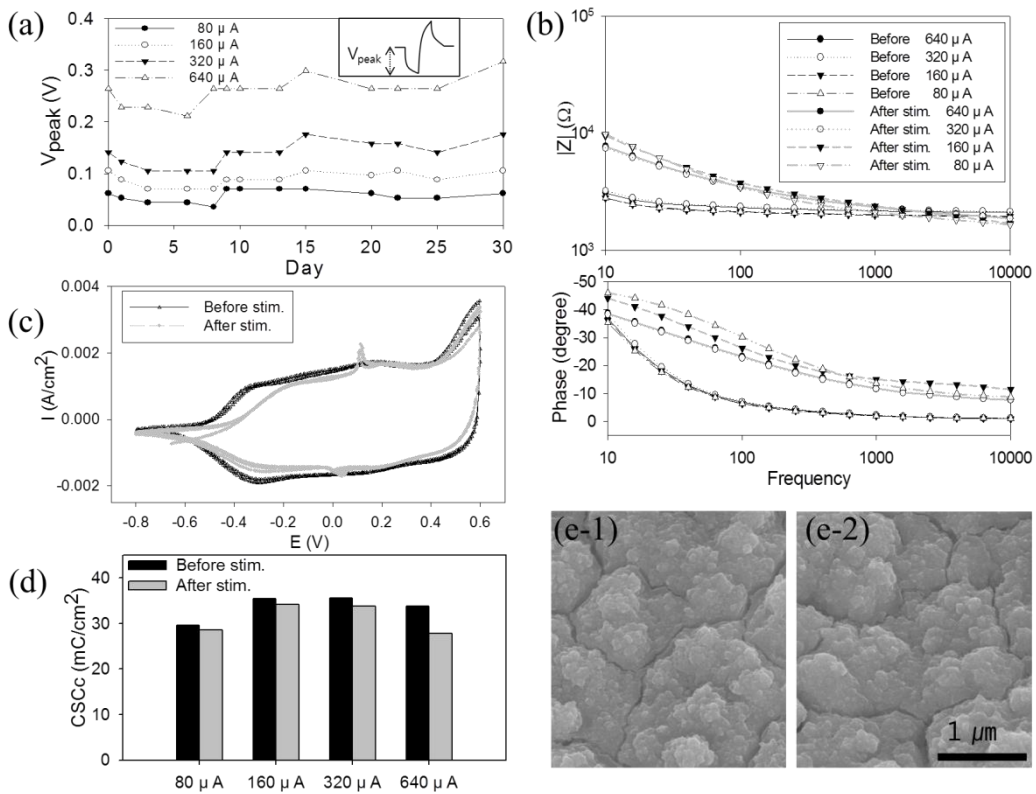 (a)
0.4
0.3
0.2
0.1
0.0
Vpeak (V)
80 µ A
160 µ A
320 µ A
640 µ A
Vpeak
0 5 10 15 20 25 30
Day
(b)
10⁵
10⁴
10³
|Z| (Ω)
Before 640 µ A
Before 320 µ A
Before 160 µ A
Before 80 µ A
After stim. 640 µ A
After stim. 320 µ A
After stim. 160 µ A
After stim. 80 µ A
10 100 1000 10000
-50
-40
-30
-20
-10
0
Phase (degree)
10 100 1000 10000
Frequency
(c)
0.004
0.002
0.000
-0.002
I (A/cm²)
Before stim.
After stim.
-0.8 -0.6 -0.4 -0.2 0.0 0.2 0.4 0.6
E (V)
(d)
40
30
20
10
0
CSCc (mC/cm²)
Before stim.
After stim.
80 µ A 160 µ A 320 µ A 640 µ A
(e-1)
(e-2)
1 µm